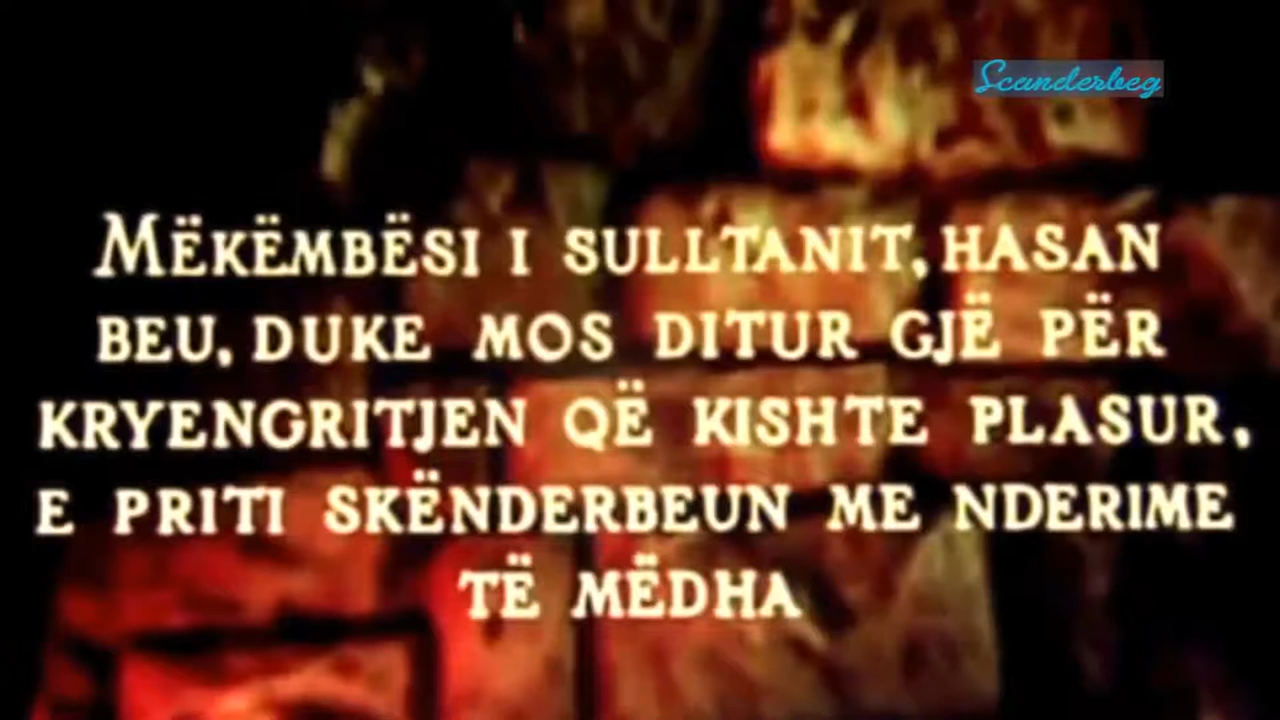 Scanderbeg
MËKËMBËSI I SULLTANIT, HASAN
BEU, DUKE MOS DITUR GJË PËR
KRYENGRITJEN QË KISHTE PLASUR,
E PRITI SKËNDERBEUN ME NDERIME
TË MËDHA